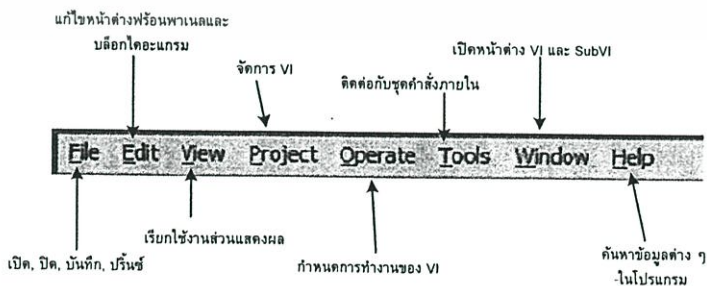 แก้ไขหน้าต่างฟร้อนพาเนลและ
บล็อกไดอะแกรม
จัดการ VI
ติดต่อกับชุดคำสั่งภายใน
เปิดหน้าต่าง VI และ SubVI
File Edit View Project Operate Tools Window Help
เปิด, ปิด, บันทึก, ปริ้นซ์
เรียกใช้งานส่วนแสดงผล
กำหนดการทำงานของ VI
ค้นหาข้อมูลต่าง ๆ
-ในโปรแกรม